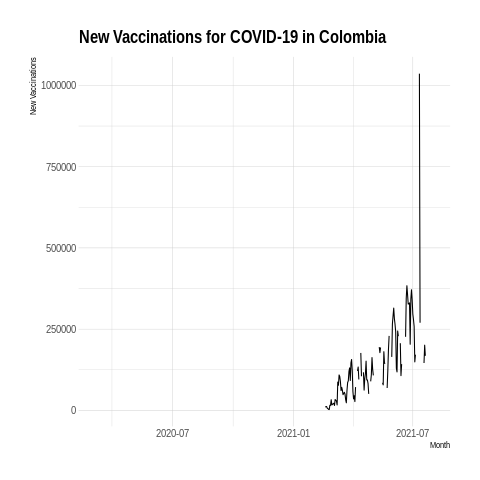 New Vaccinations for COVID-19 in Colombia
New Vaccinations
1000000
750000
500000
250000
0
2020-07
2021-01
2021-07
Month